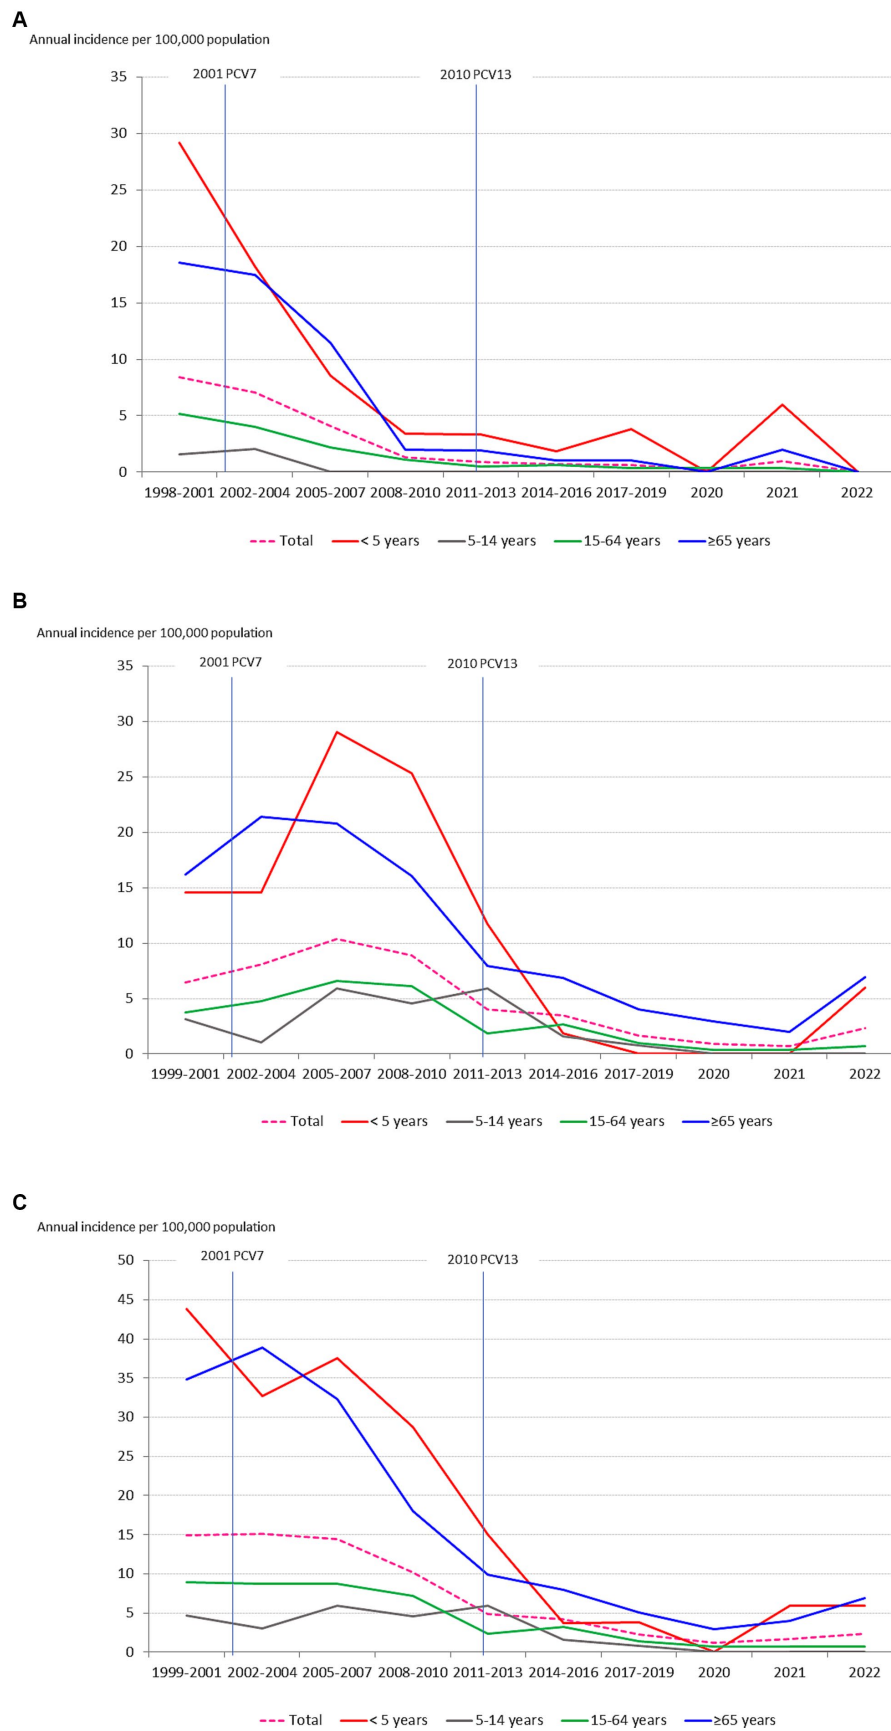 A
Annual incidence per 100,000 population
2001 PCV7 2010 PCV13
35
30
25
20
15
10
5
0
1998-2001 2002-2004 2005-2007 2008-2010 2011-2013 2014-2016 2017-2019 2020 2021 2022
Total < 5 years 5-14 years 15-64 years ≥65 years
B
Annual incidence per 100,000 population
2001 PCV7 2010 PCV13
35
30
25
20
15
10
5
0
1999-2001 2002-2004 2005-2007 2008-2010 2011-2013 2014-2016 2017-2019 2020 2021 2022
Total < 5 years 5-14 years 15-64 years ≥65 years
C
Annual incidence per 100,000 population
2001 PCV7 2010 PCV13
50
45
40
35
30
25
20
15
10
5
0
1999-2001 2002-2004 2005-2007 2008-2010 2011-2013 2014-2016 2017-2019 2020 2021 2022
Total < 5 years 5-14 years 15-64 years ≥65 years